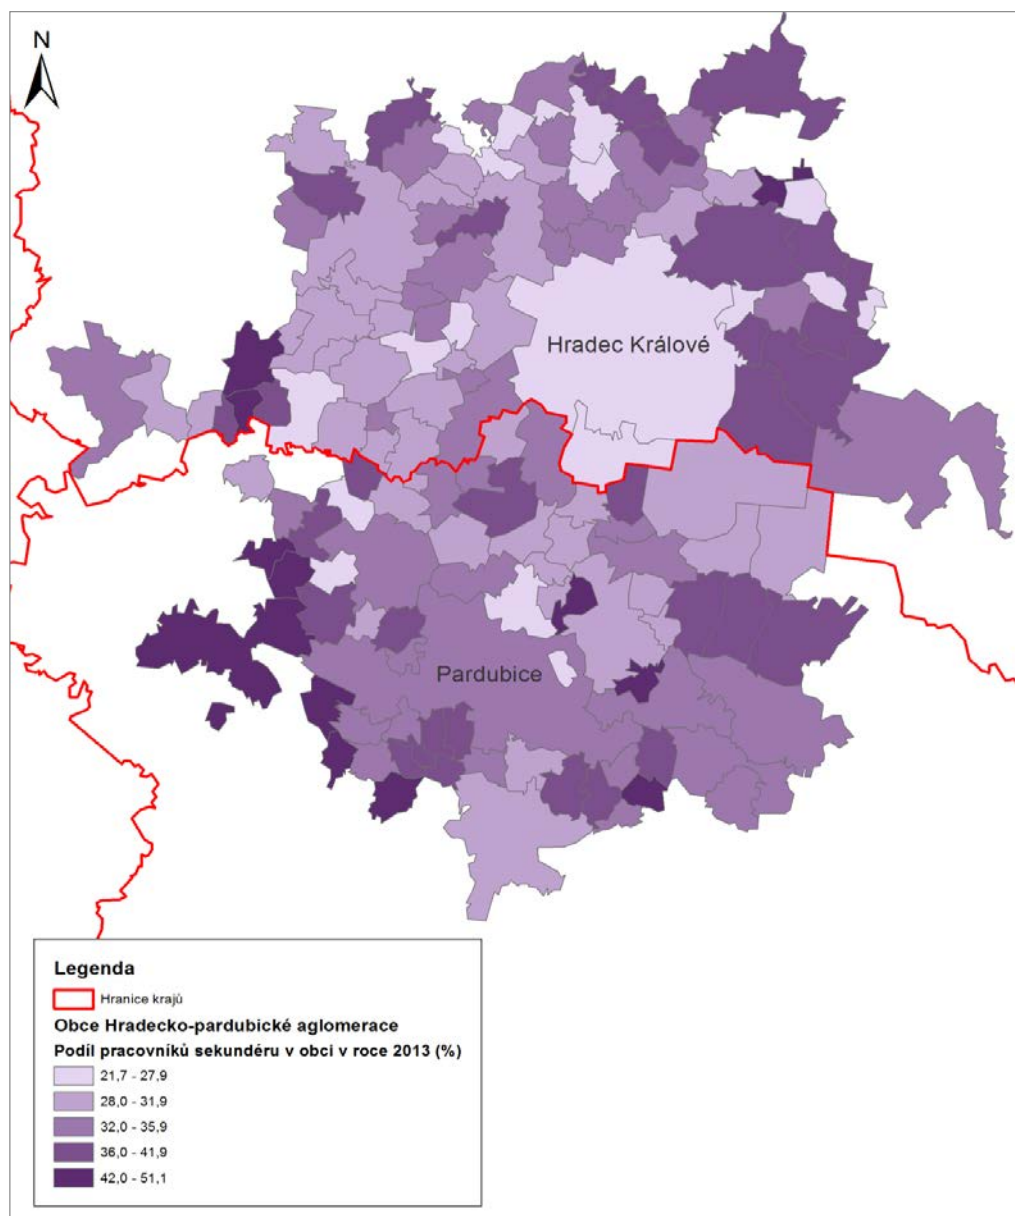 N
Hradec Králové
Pardubice
Legenda
Hranice krajů
Obce Hradecko-pardubické aglomerace
Podíl pracovníků sekundéru v obci v roce 2013 (%)
21,7 - 27,9
28,0 - 31,9
32,0 - 35,9
36,0 - 41,9
42,0 - 51,1